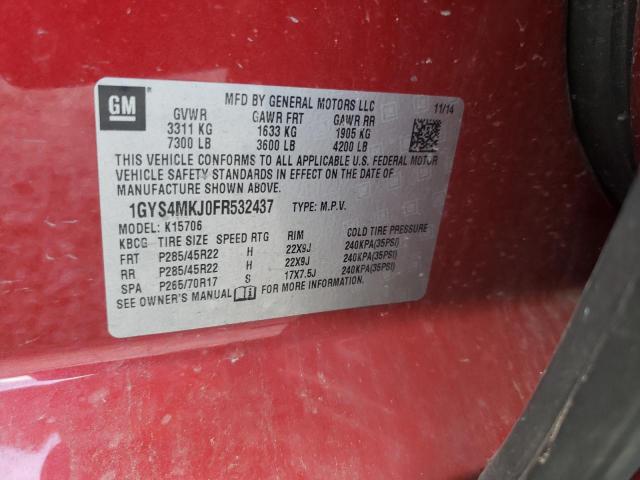 GM
MFD BY GENERAL MOTORS LLC 11/14
GVWR GAWR FRT GAWR RR
3311 KG 1633 KG 1905 KG
7300 LB 3600 LB 4200 LB
THIS VEHICLE CONFORMS TO ALL APPLICABLE U.S. FEDERAL MOTOR
VEHICLE SAFETY STANDARDS IN EFFECT ON THE DATE OF
MANUFACTURE SHOWN ABOVE.
1GYS4MKJ0FR532437 TYPE: M.P.V.
MODEL: K15706
KBCG TIRE SIZE SPEED RTG RIM COLD TIRE PRESSURE
FRT P285/45R22 H 22X9J 240KPA(35PSI)
RR P285/45R22 H 22X9J 240KPA(35PSI)
SPA P265/70R17 S 17X7.5J 240KPA(35PSI)
SEE OWNER'S MANUAL FOR MORE INFORMATION.